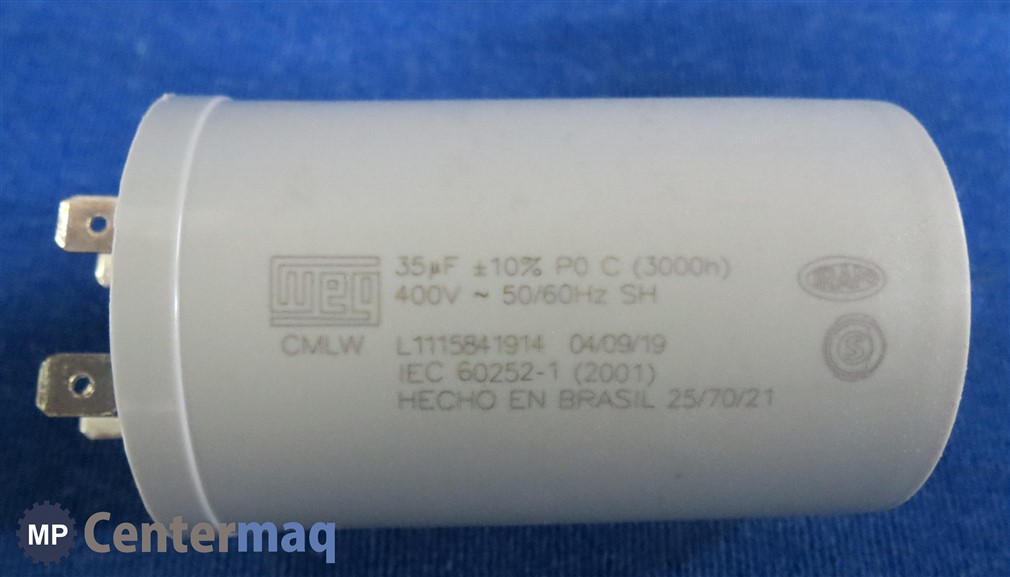 weg
CMLW
35µF ±10% P0 C (3000h)
400V ~ 50/60Hz SH
L1115841914 04/09/19
IEC 60252-1 (2001)
HECHO EN BRASIL 25/70/21
IRAM
S
MP Centermaq